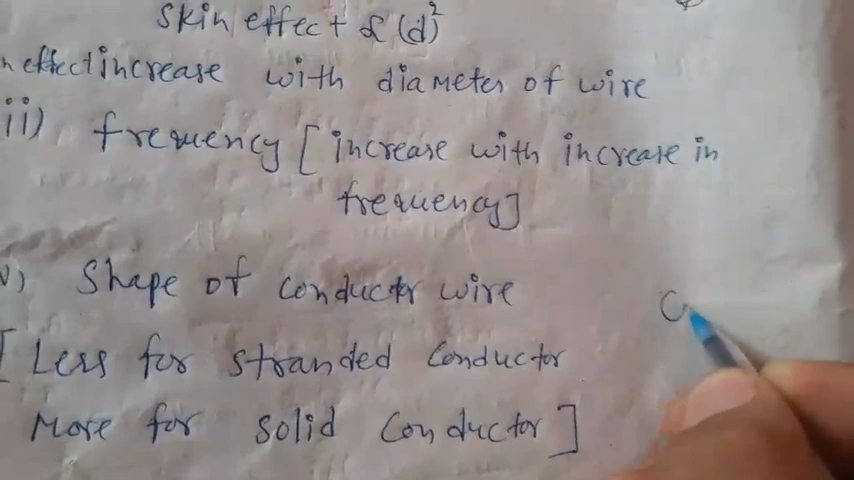 skin effect α (d)²
n effect increase with diameter of wire
ii) frequency [increase with increase in
frequency]
v) Shape of conductor wire
[Less for stranded conductor
More for solid conductor]